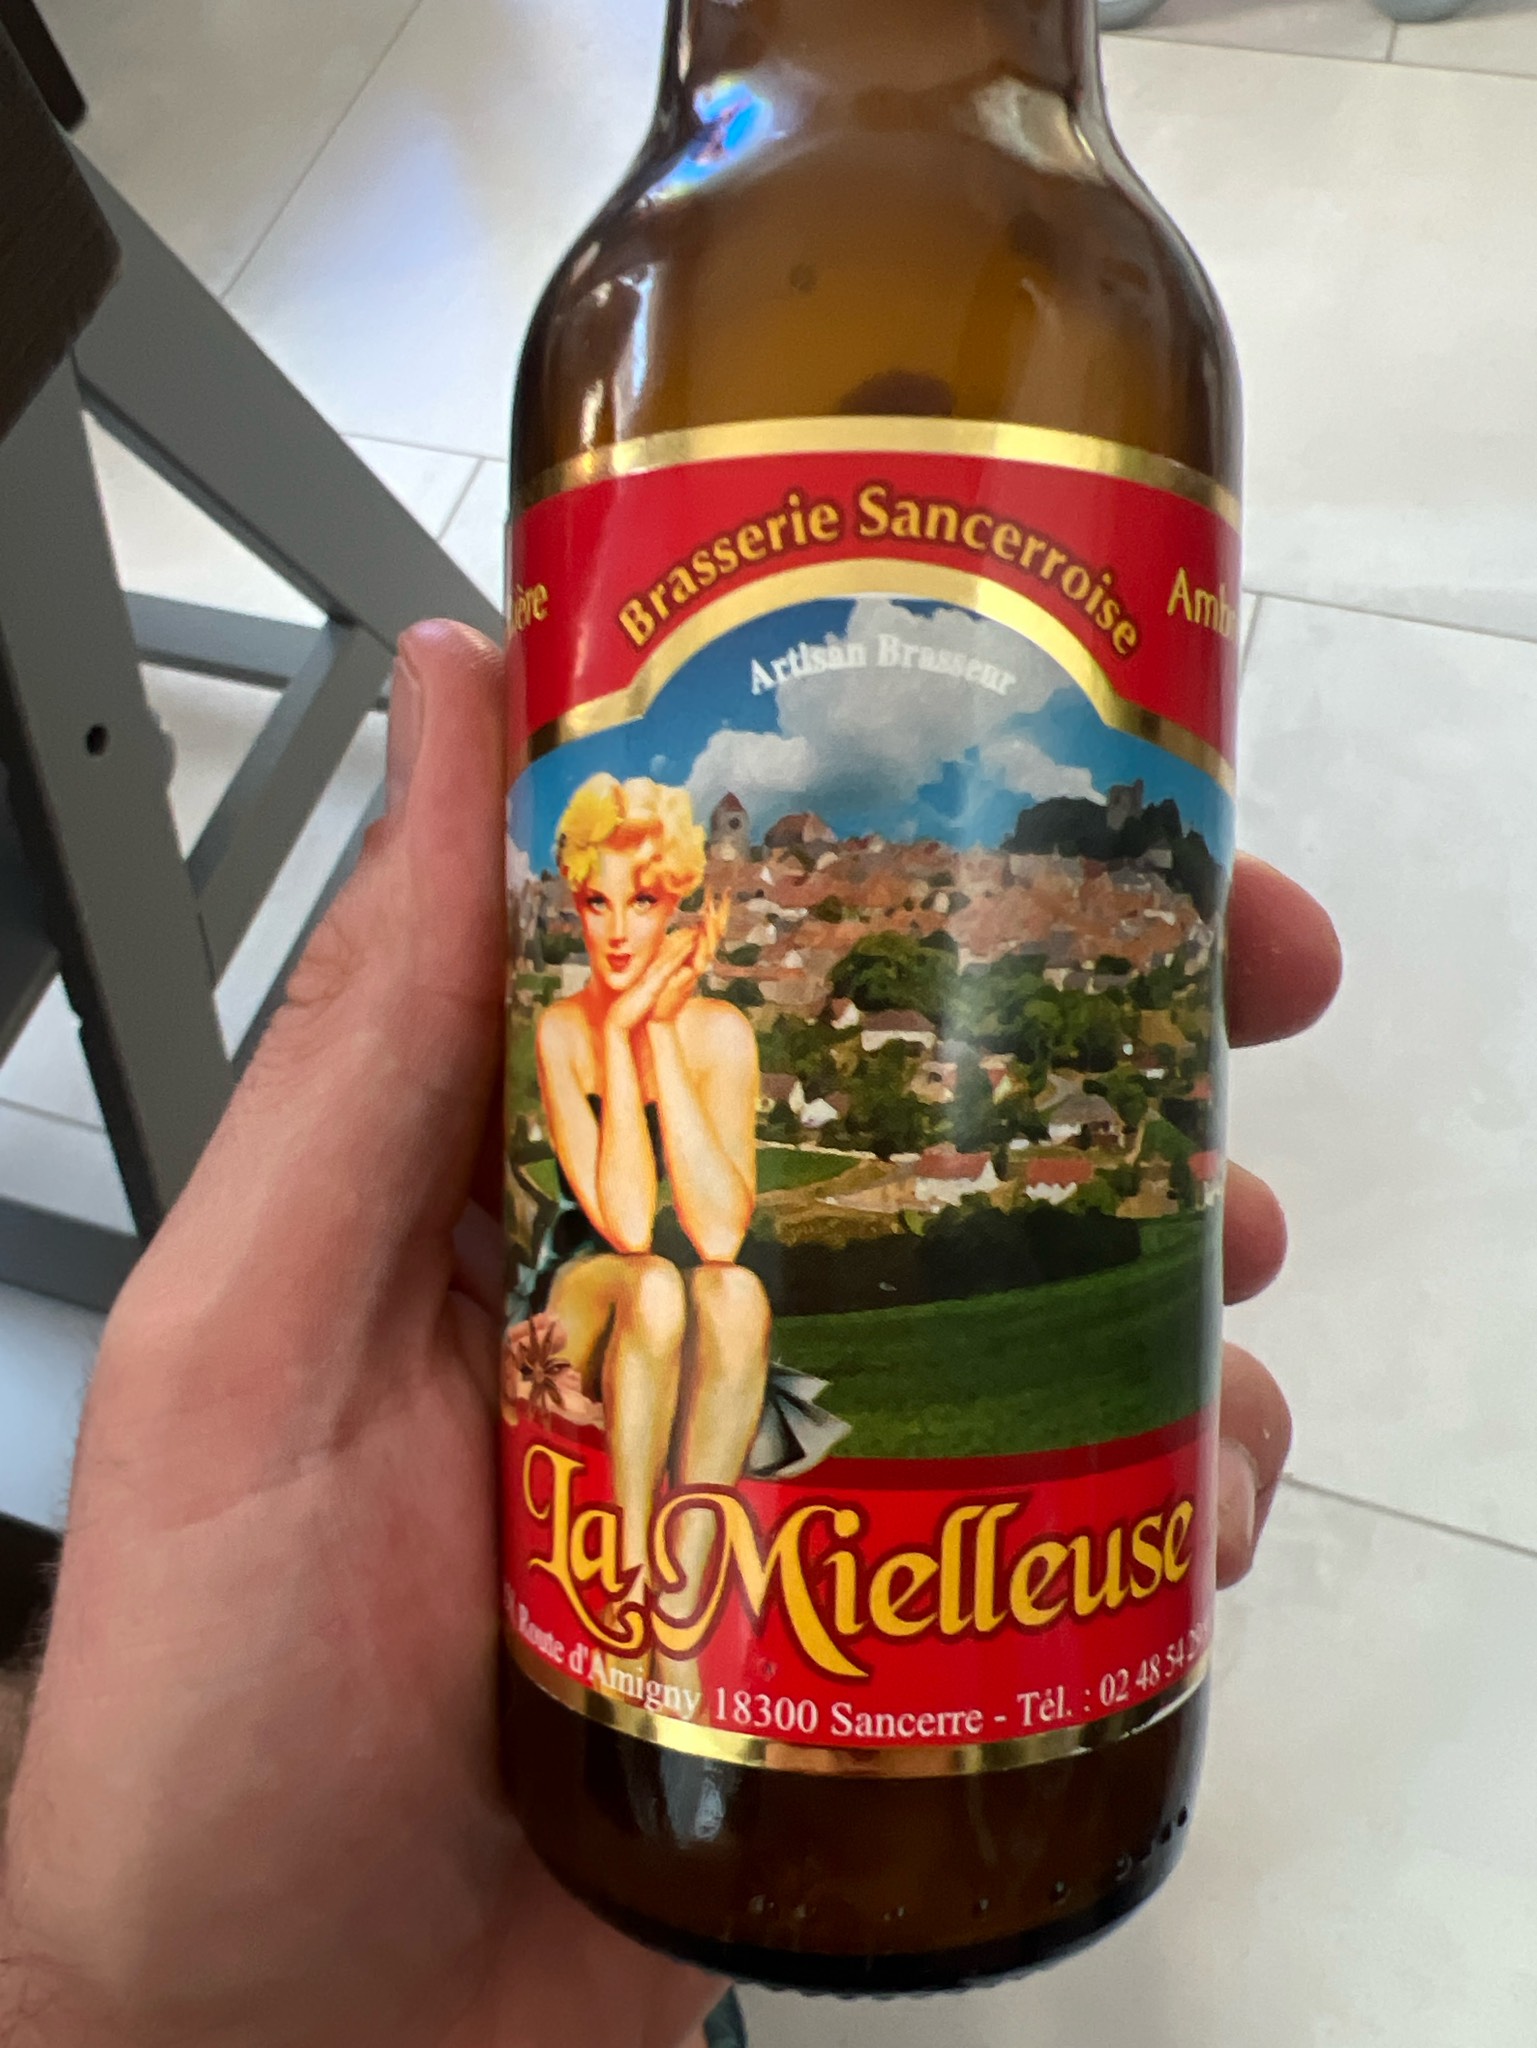 Brasserie Sancerroise
Artisan Brasseur
La Mielleuse
Route d'Amigny 18300 Sancerre - Tél. : 02 48 54